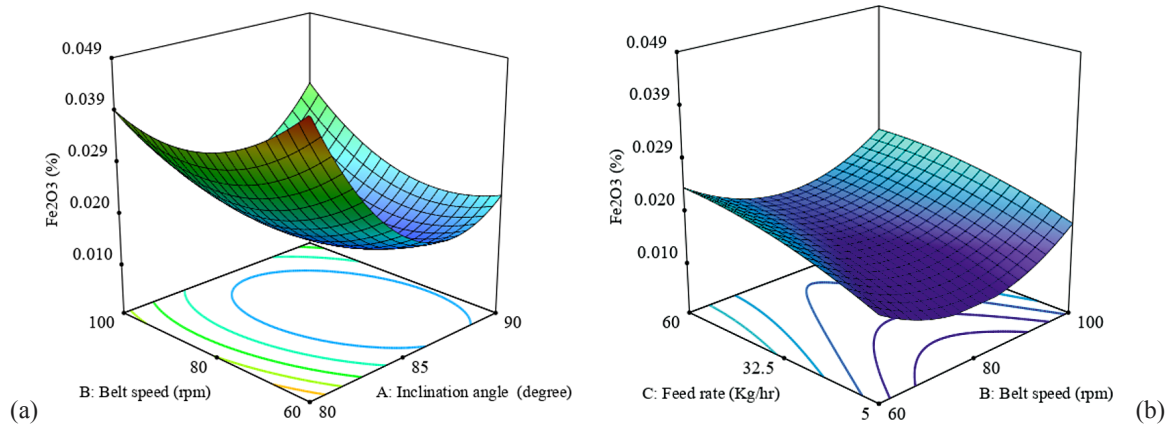 0.049
0.039
0.029
0.020
0.010
Fe2O3 (%)
100
80
60
B: Belt speed (rpm)
80
85
90
A: Inclination angle (degree)
(a)
0.049
0.039
0.029
0.020
0.010
Fe2O3 (%)
60
32.5
5
C: Feed rate (Kg/hr)
60
80
100
B: Belt speed (rpm)
(b)